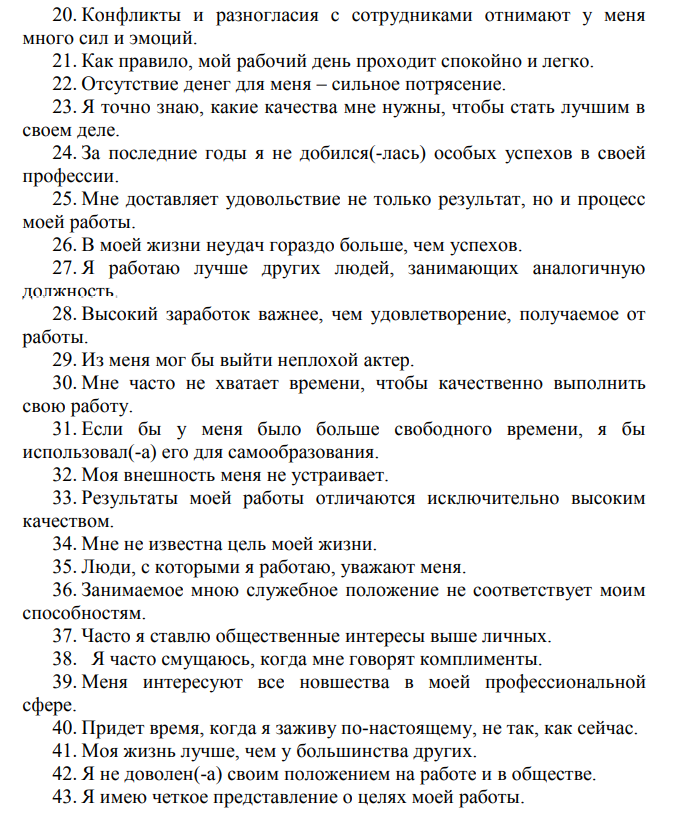 20. Конфликты и разногласия с сотрудниками отнимают у меня
много сил и эмоций.
21. Как правило, мой рабочий день проходит спокойно и легко.
22. Отсутствие денег для меня – сильное потрясение.
23. Я точно знаю, какие качества мне нужны, чтобы стать лучшим в
своем деле.
24. За последние годы я не добился(-лась) особых успехов в своей
профессии.
25. Мне доставляет удовольствие не только результат, но и процесс
моей работы.
26. В моей жизни неудач гораздо больше, чем успехов.
27. Я работаю лучше других людей, занимающих аналогичную
должность.
28. Высокий заработок важнее, чем удовлетворение, получаемое от
работы.
29. Из меня мог бы выйти неплохой актер.
30. Мне часто не хватает времени, чтобы качественно выполнить
свою работу.
31. Если бы у меня было больше свободного времени, я бы
использовал(-а) его для самообразования.
32. Моя внешность меня не устраивает.
33. Результаты моей работы отличаются исключительно высоким
качеством.
34. Мне не известна цель моей жизни.
35. Люди, с которыми я работаю, уважают меня.
36. Занимаемое мною служебное положение не соответствует моим
способностям.
37. Часто я ставлю общественные интересы выше личных.
38. Я часто смущаюсь, когда мне говорят комплименты.
39. Меня интересуют все новшества в моей профессиональной
сфере.
40. Придет время, когда я заживу по-настоящему, не так, как сейчас.
41. Моя жизнь лучше, чем у большинства других.
42. Я не доволен(-а) своим положением на работе и в обществе.
43. Я имею четкое представление о целях моей работы.